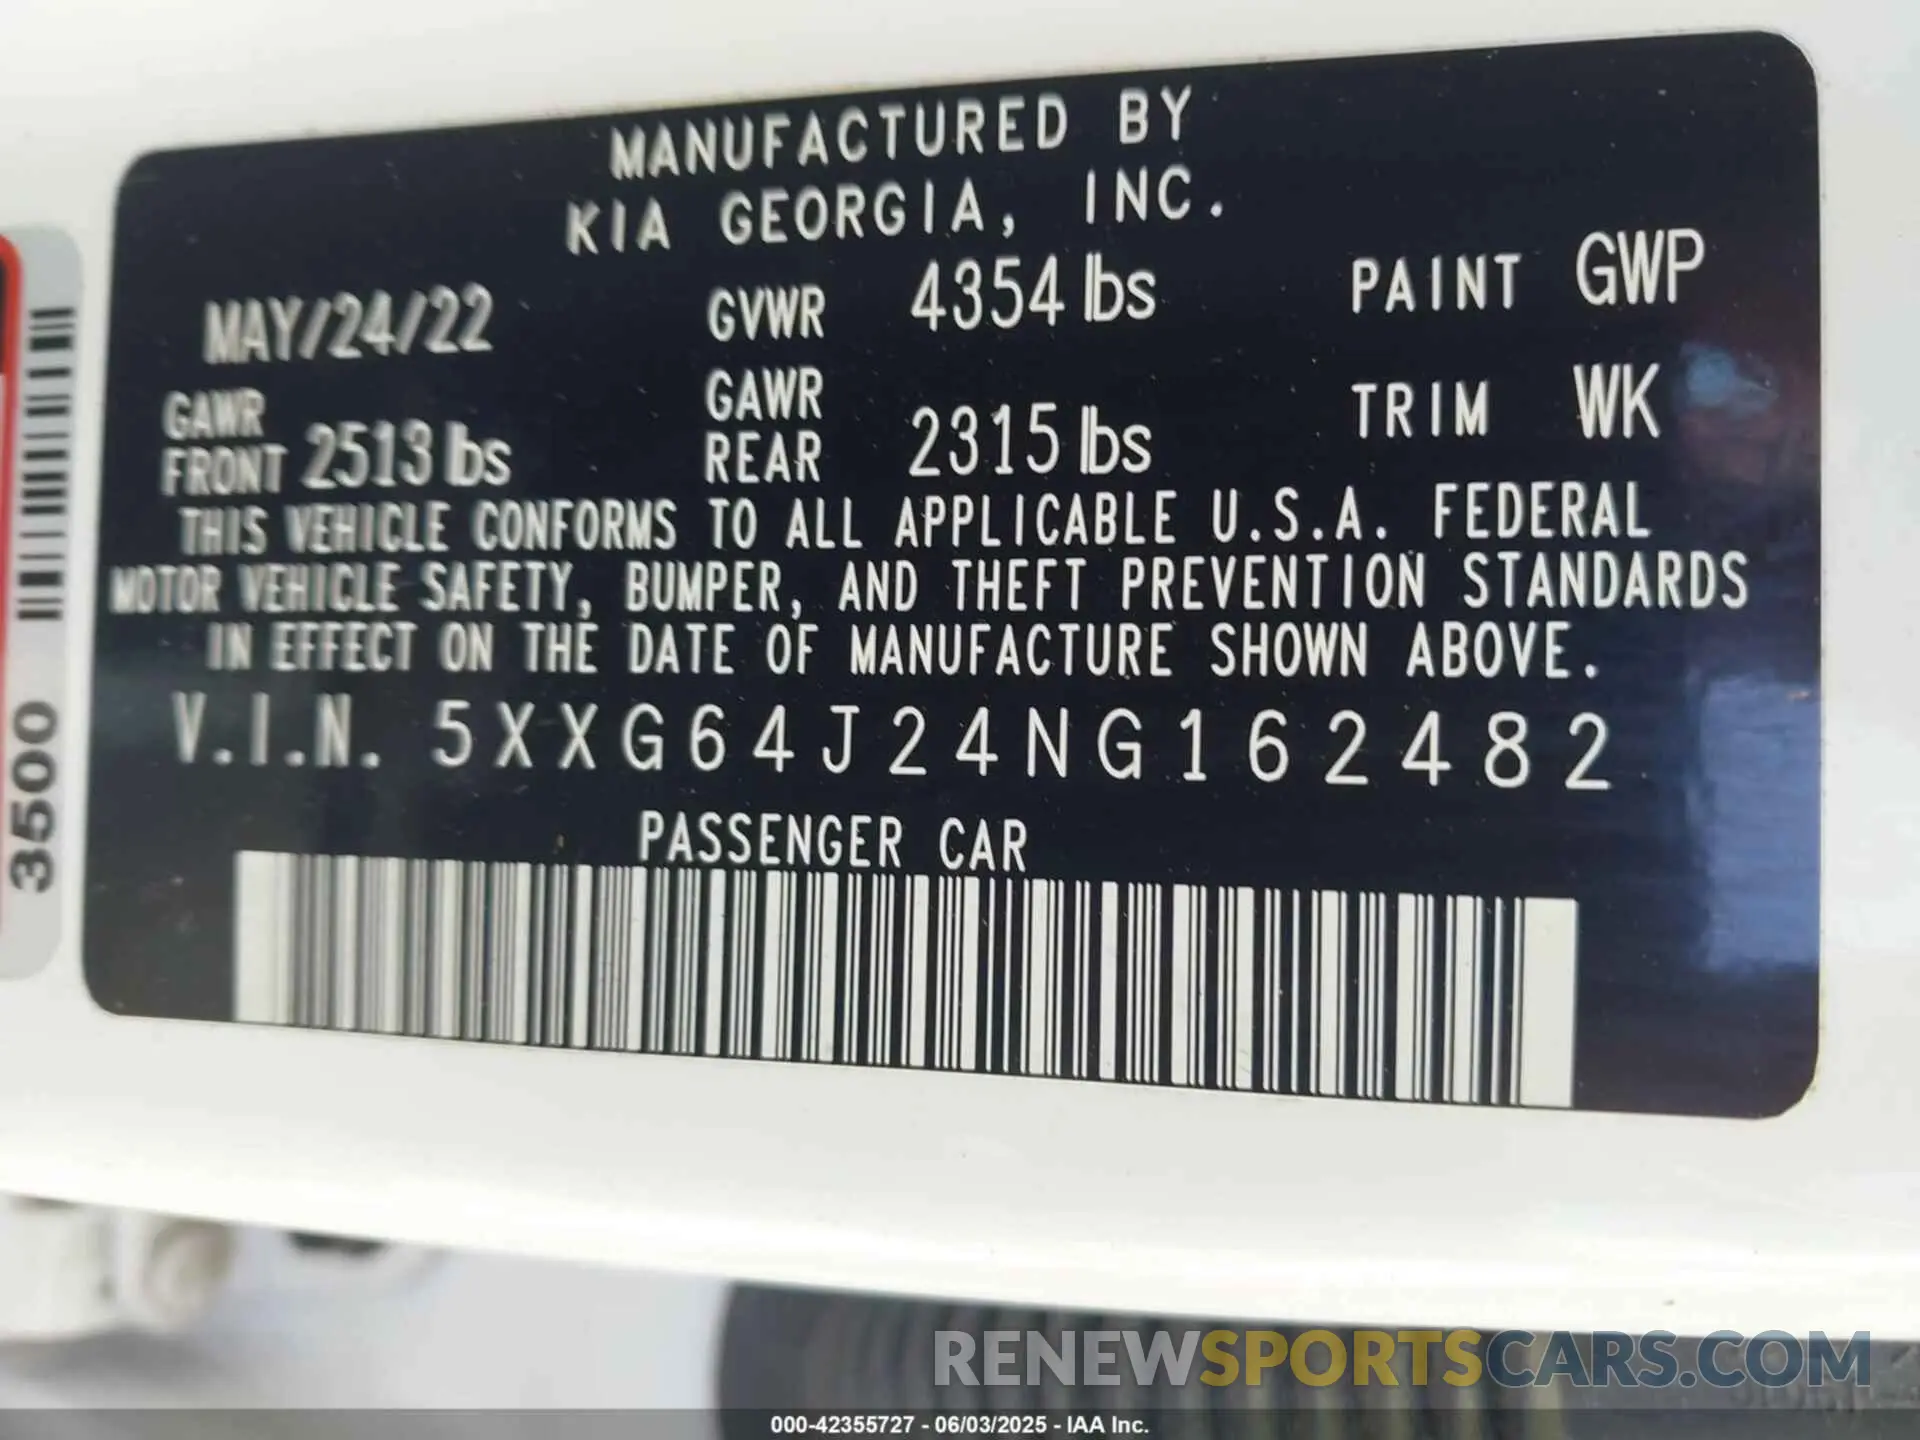 MANUFACTURED BY
KIA GEORGIA, INC.
MAY/24/22 GVWR 4354 lbs PAINT GWP
GAWR FRONT 2513 lbs GAWR REAR 2315 lbs TRIM WK
THIS VEHICLE CONFORMS TO ALL APPLICABLE U.S.A. FEDERAL
MOTOR VEHICLE SAFETY, BUMPER, AND THEFT PREVENTION STANDARDS
IN EFFECT ON THE DATE OF MANUFACTURE SHOWN ABOVE.
V.I.N. 5XXG64J24NG162482
PASSENGER CAR
3500
RENEWSPORTSCARS.COM
000-42355727 - 06/03/2025 - IAA Inc.